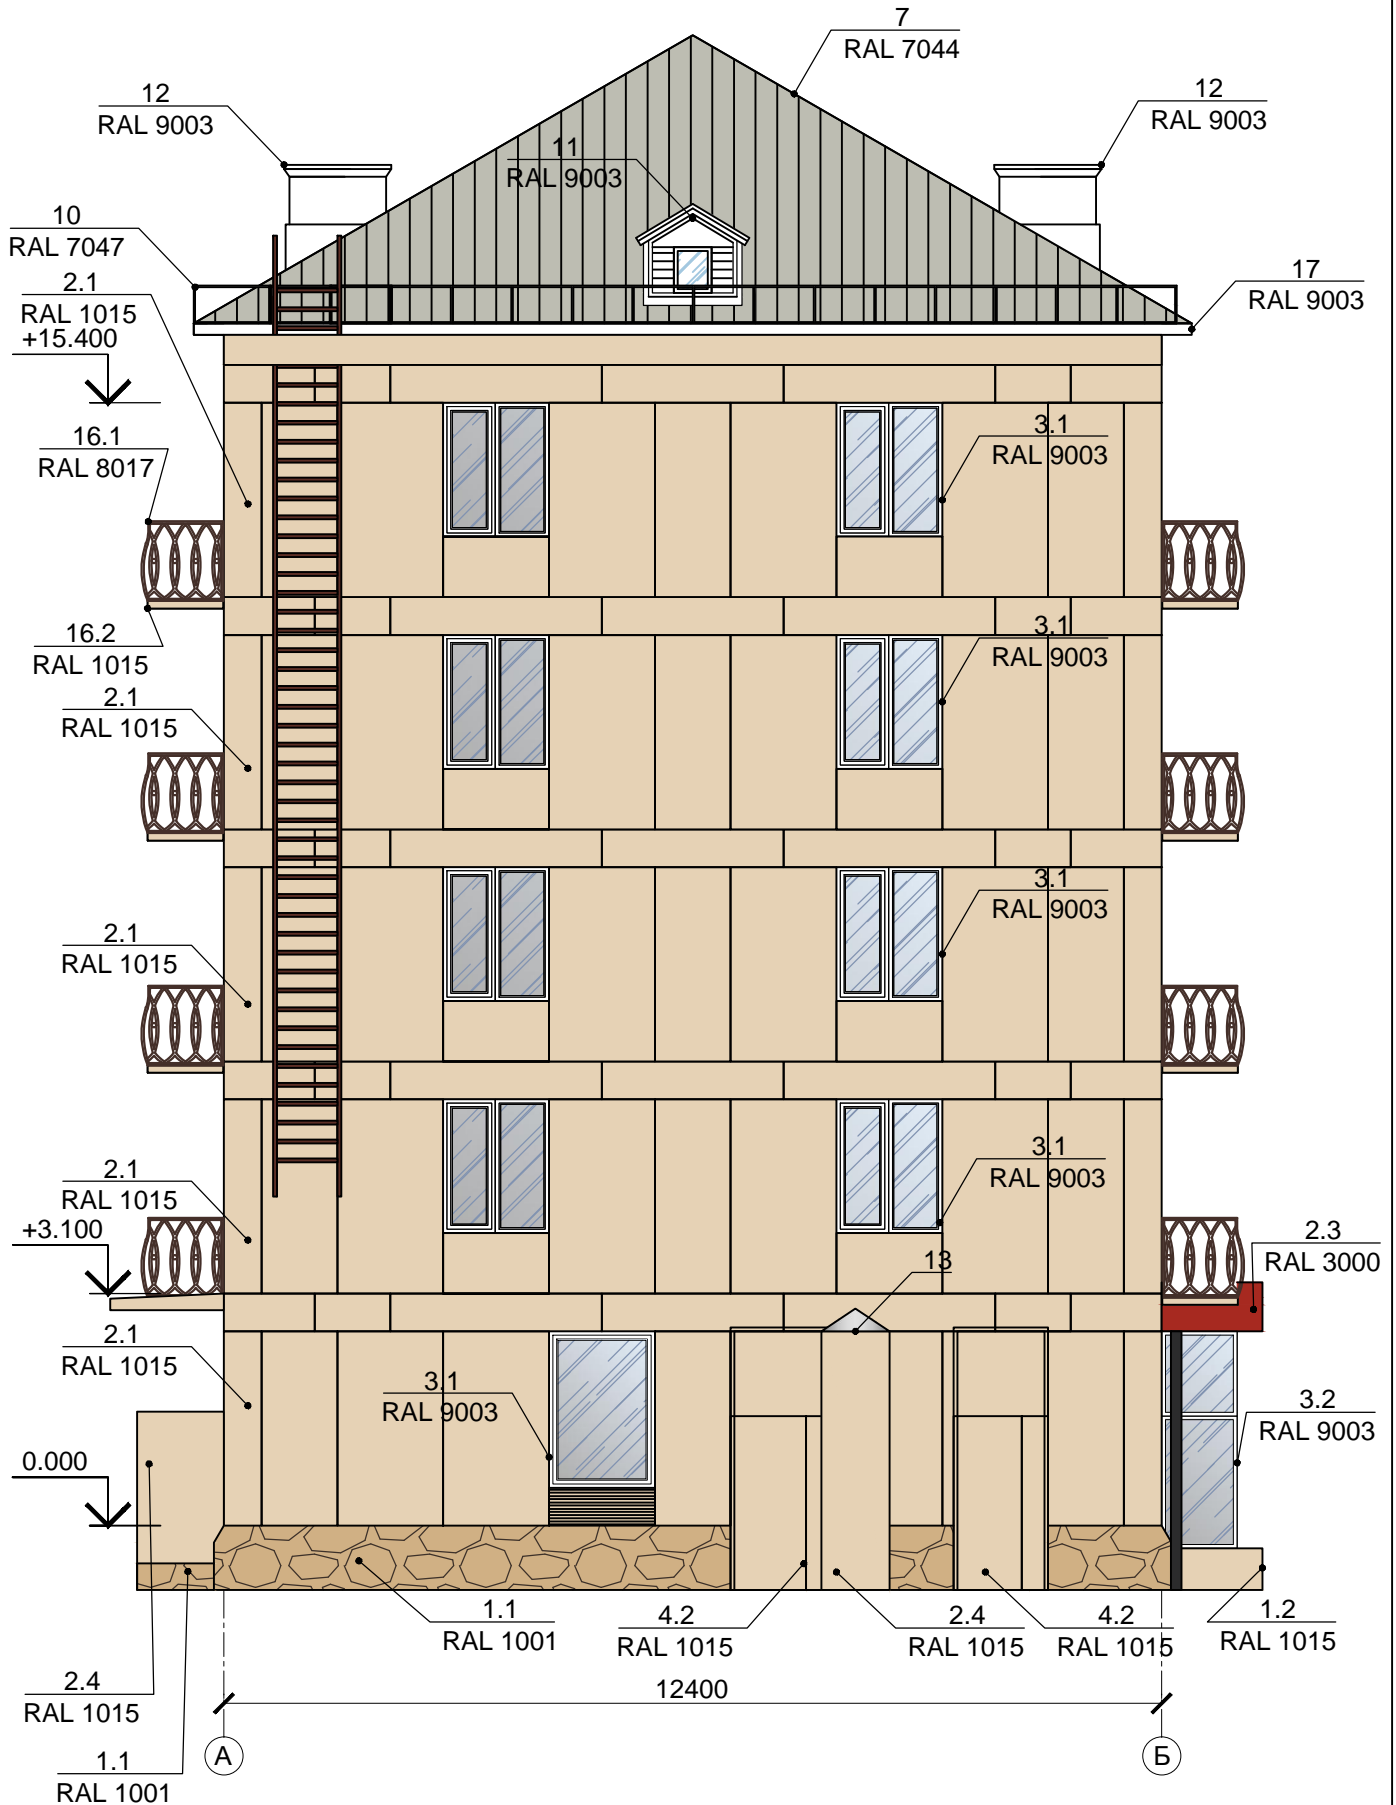 7
RAL 7044
12
RAL 9003
12
RAL 9003
11
RAL 9003
10
RAL 7047
17
RAL 9003
2.1
RAL 1015
+15.400
16.1
RAL 8017
3.1
RAL 9003
16.2
RAL 1015
3.1
RAL 9003
2.1
RAL 1015
3.1
RAL 9003
2.1
RAL 1015
3.1
RAL 9003
2.1
RAL 1015
+3.100
2.3
RAL 3000
13
2.1
RAL 1015
3.1
RAL 9003
3.2
RAL 9003
0.000
1.1
RAL 1001
4.2
RAL 1015
2.4
RAL 1015
4.2
RAL 1015
1.2
RAL 1015
2.4
RAL 1015
12400
А
Б
1.1
RAL 1001